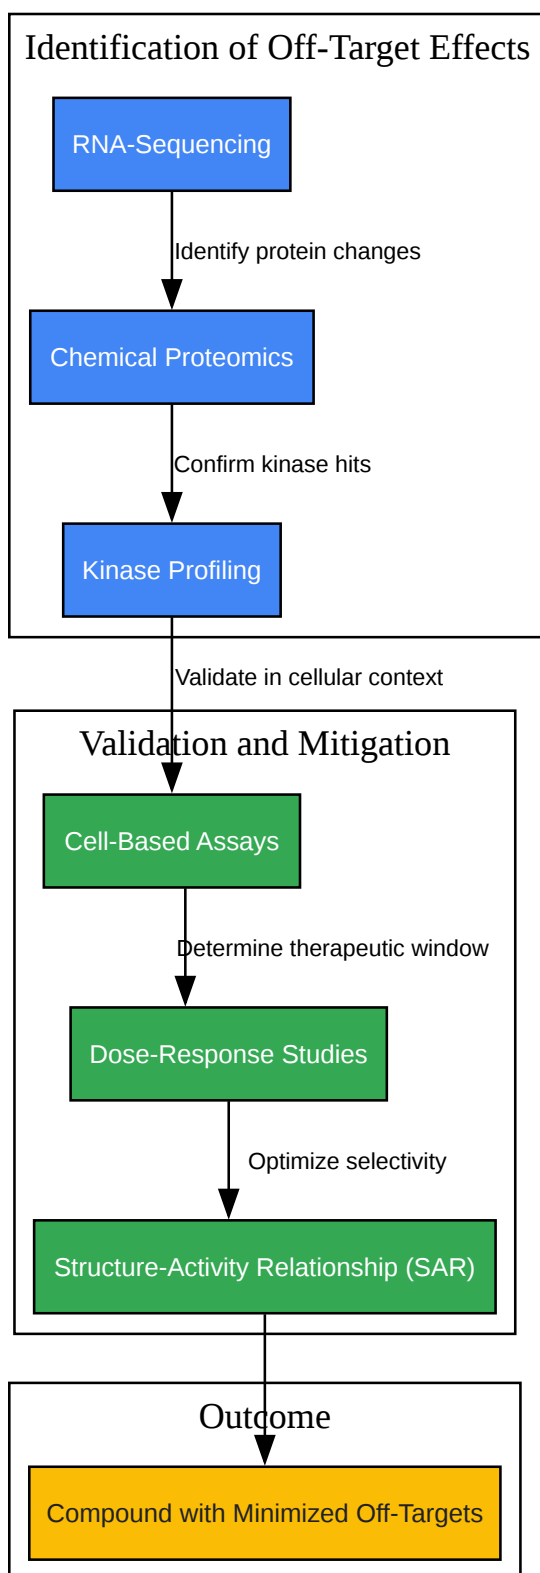 Identification of Off-Target Effects
RNA-Sequencing
Identify protein changes
Chemical Proteomics
Confirm kinase hits
Kinase Profiling
Validate in cellular context
Validation and Mitigation
Cell-Based Assays
Determine therapeutic window
Dose-Response Studies
Optimize selectivity
Structure-Activity Relationship (SAR)
Outcome
Compound with Minimized Off-Targets